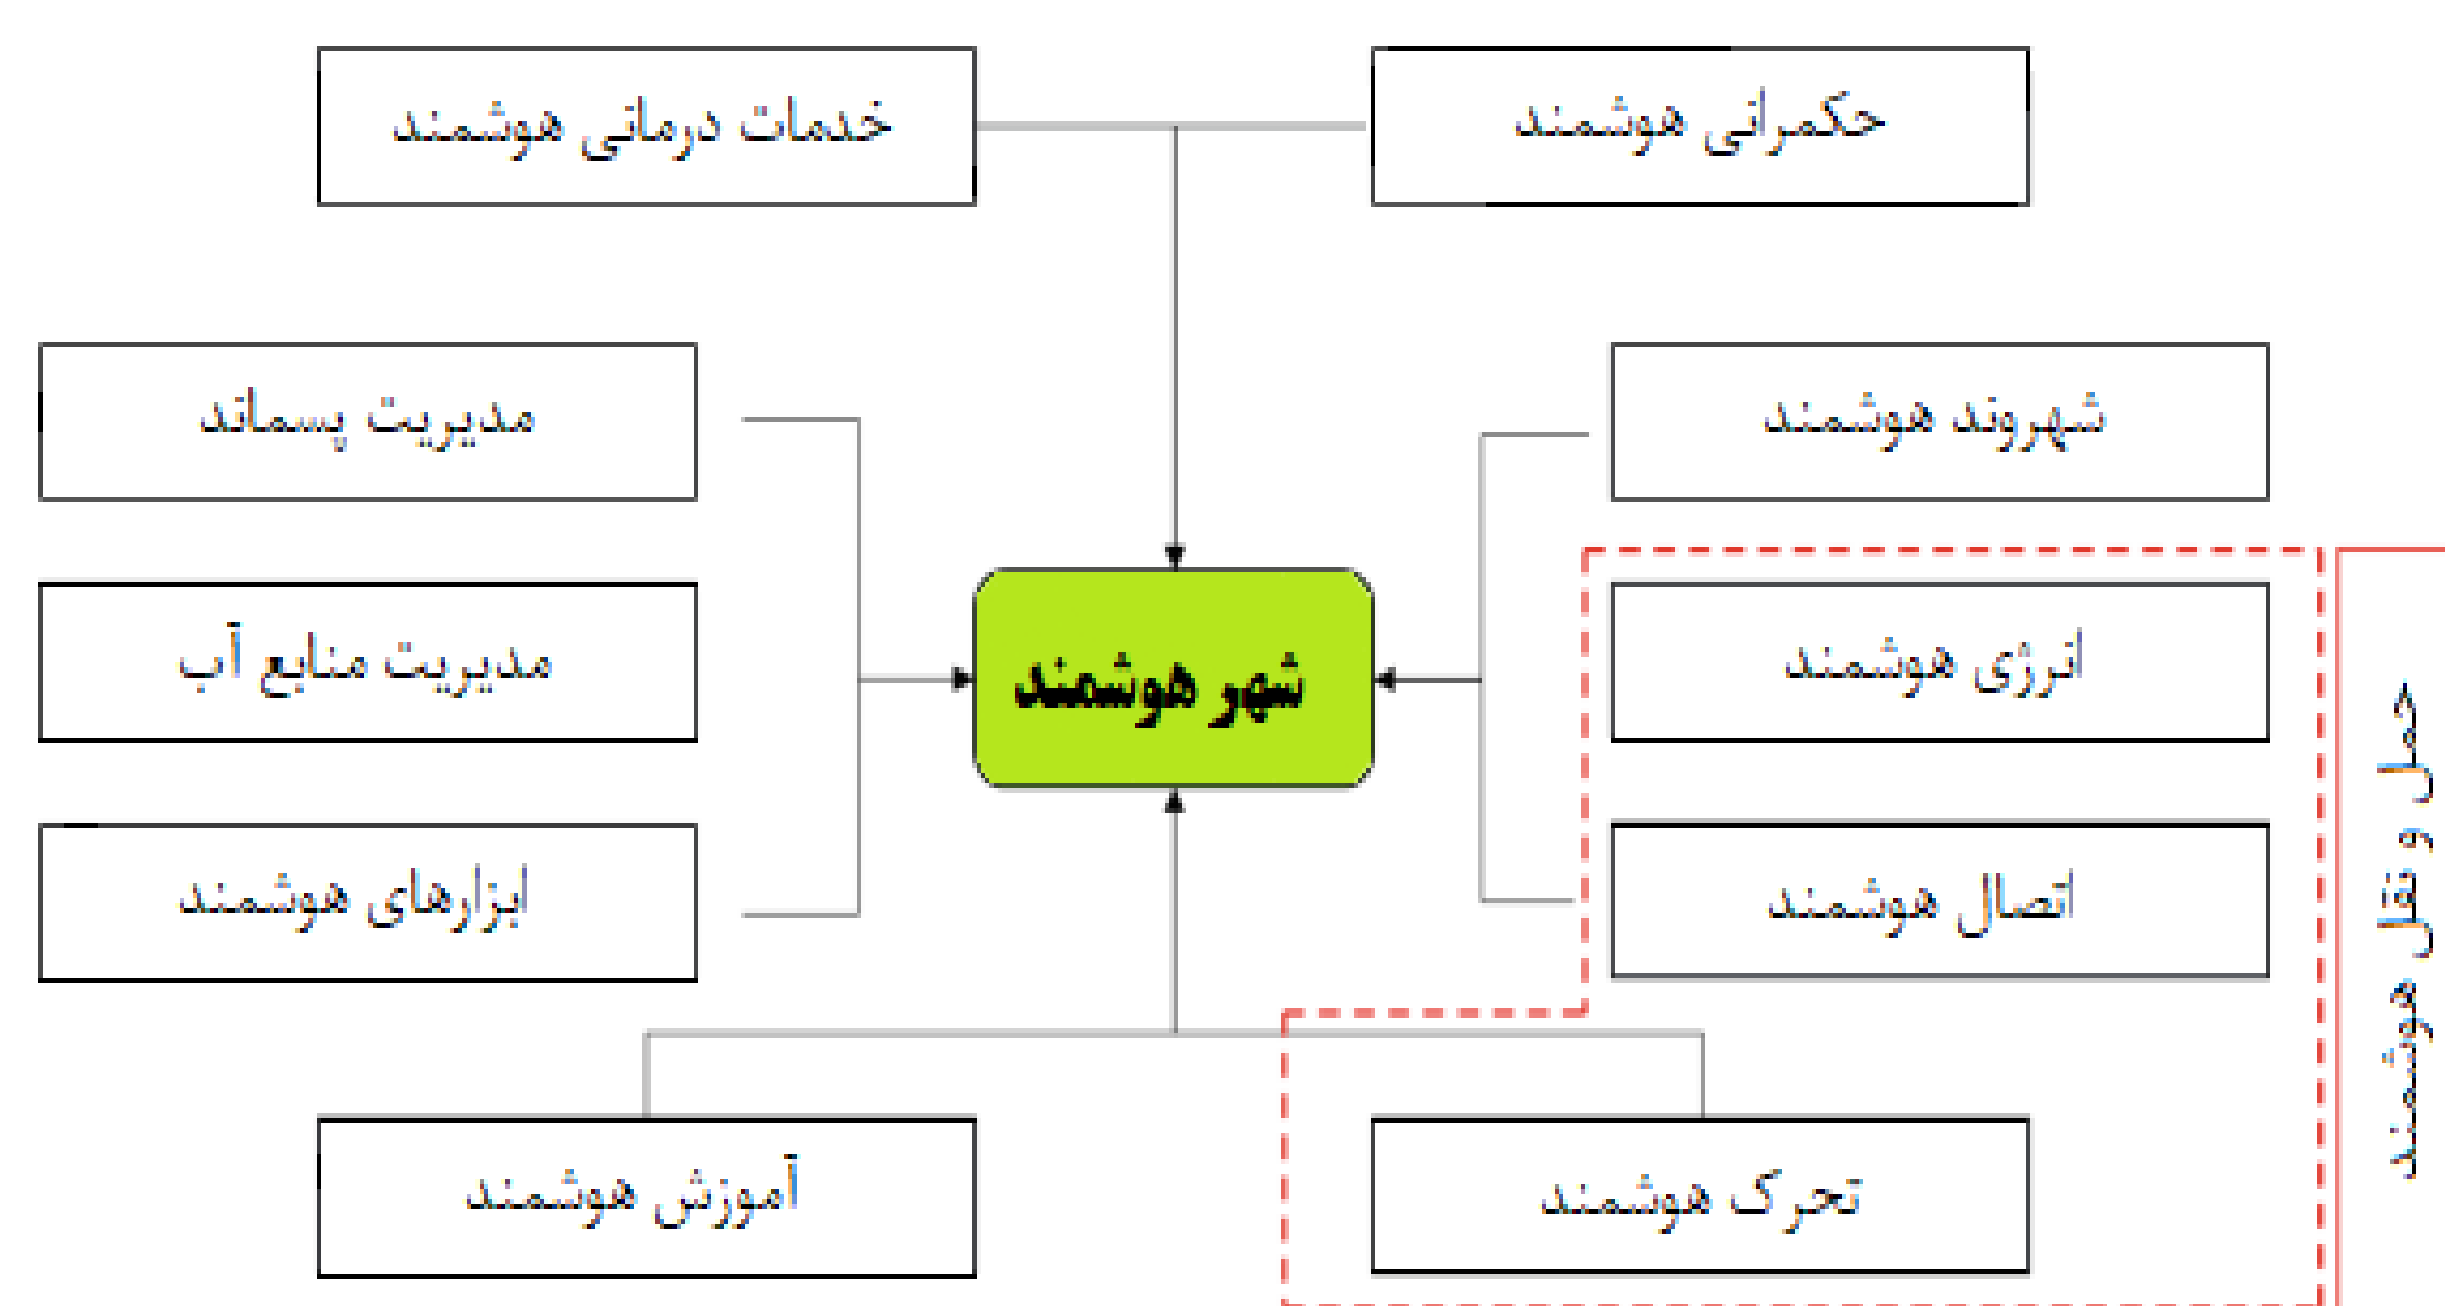 حکمرانی هوشمند
خدمات درمانی هوشمند
شهروند هوشمند
مدیریت پسماند
انرژی هوشمند
مدیریت منابع آب
شهر هوشمند
اتصال هوشمند
ابزارهای هوشمند
تحرک هوشمند
آموزش هوشمند
حمل و نقل هوشمند